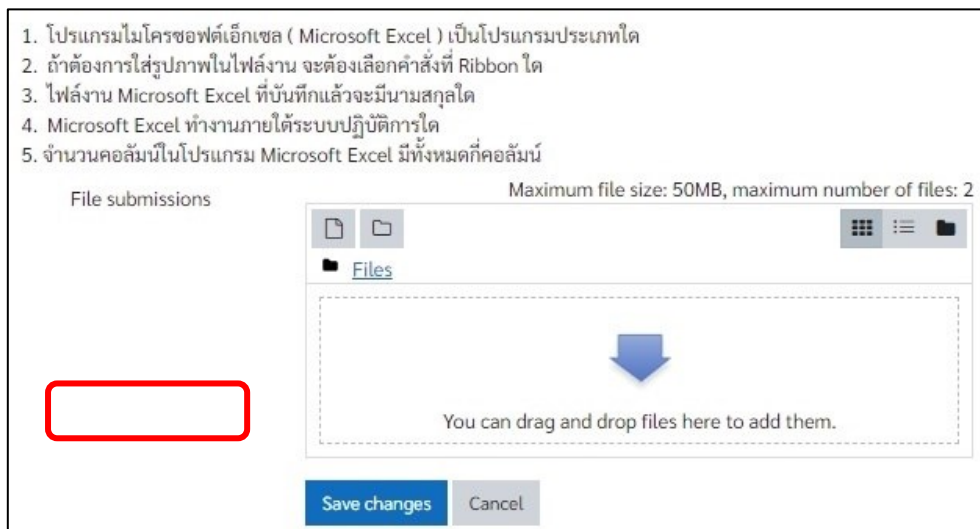 1. โปรแกรมไมโครซอฟต์เอ็กเซล ( Microsoft Excel ) เป็นโปรแกรมประเภทใด
2. ถ้าต้องการใส่รูปภาพในไฟล์งาน จะต้องเลือกคำสั่งที่ Ribbon ใด
3. ไฟล์งาน Microsoft Excel ที่บันทึกแล้วจะมีนามสกุลใด
4. Microsoft Excel ทำงานภายใต้ระบบปฏิบัติการใด
5. จำนวนคอลัมน์ในโปรแกรม Microsoft Excel มีทั้งหมดกี่คอลัมน์
Maximum file size: 50MB, maximum number of files: 2
File submissions
Files
You can drag and drop files here to add them.
Save changes Cancel